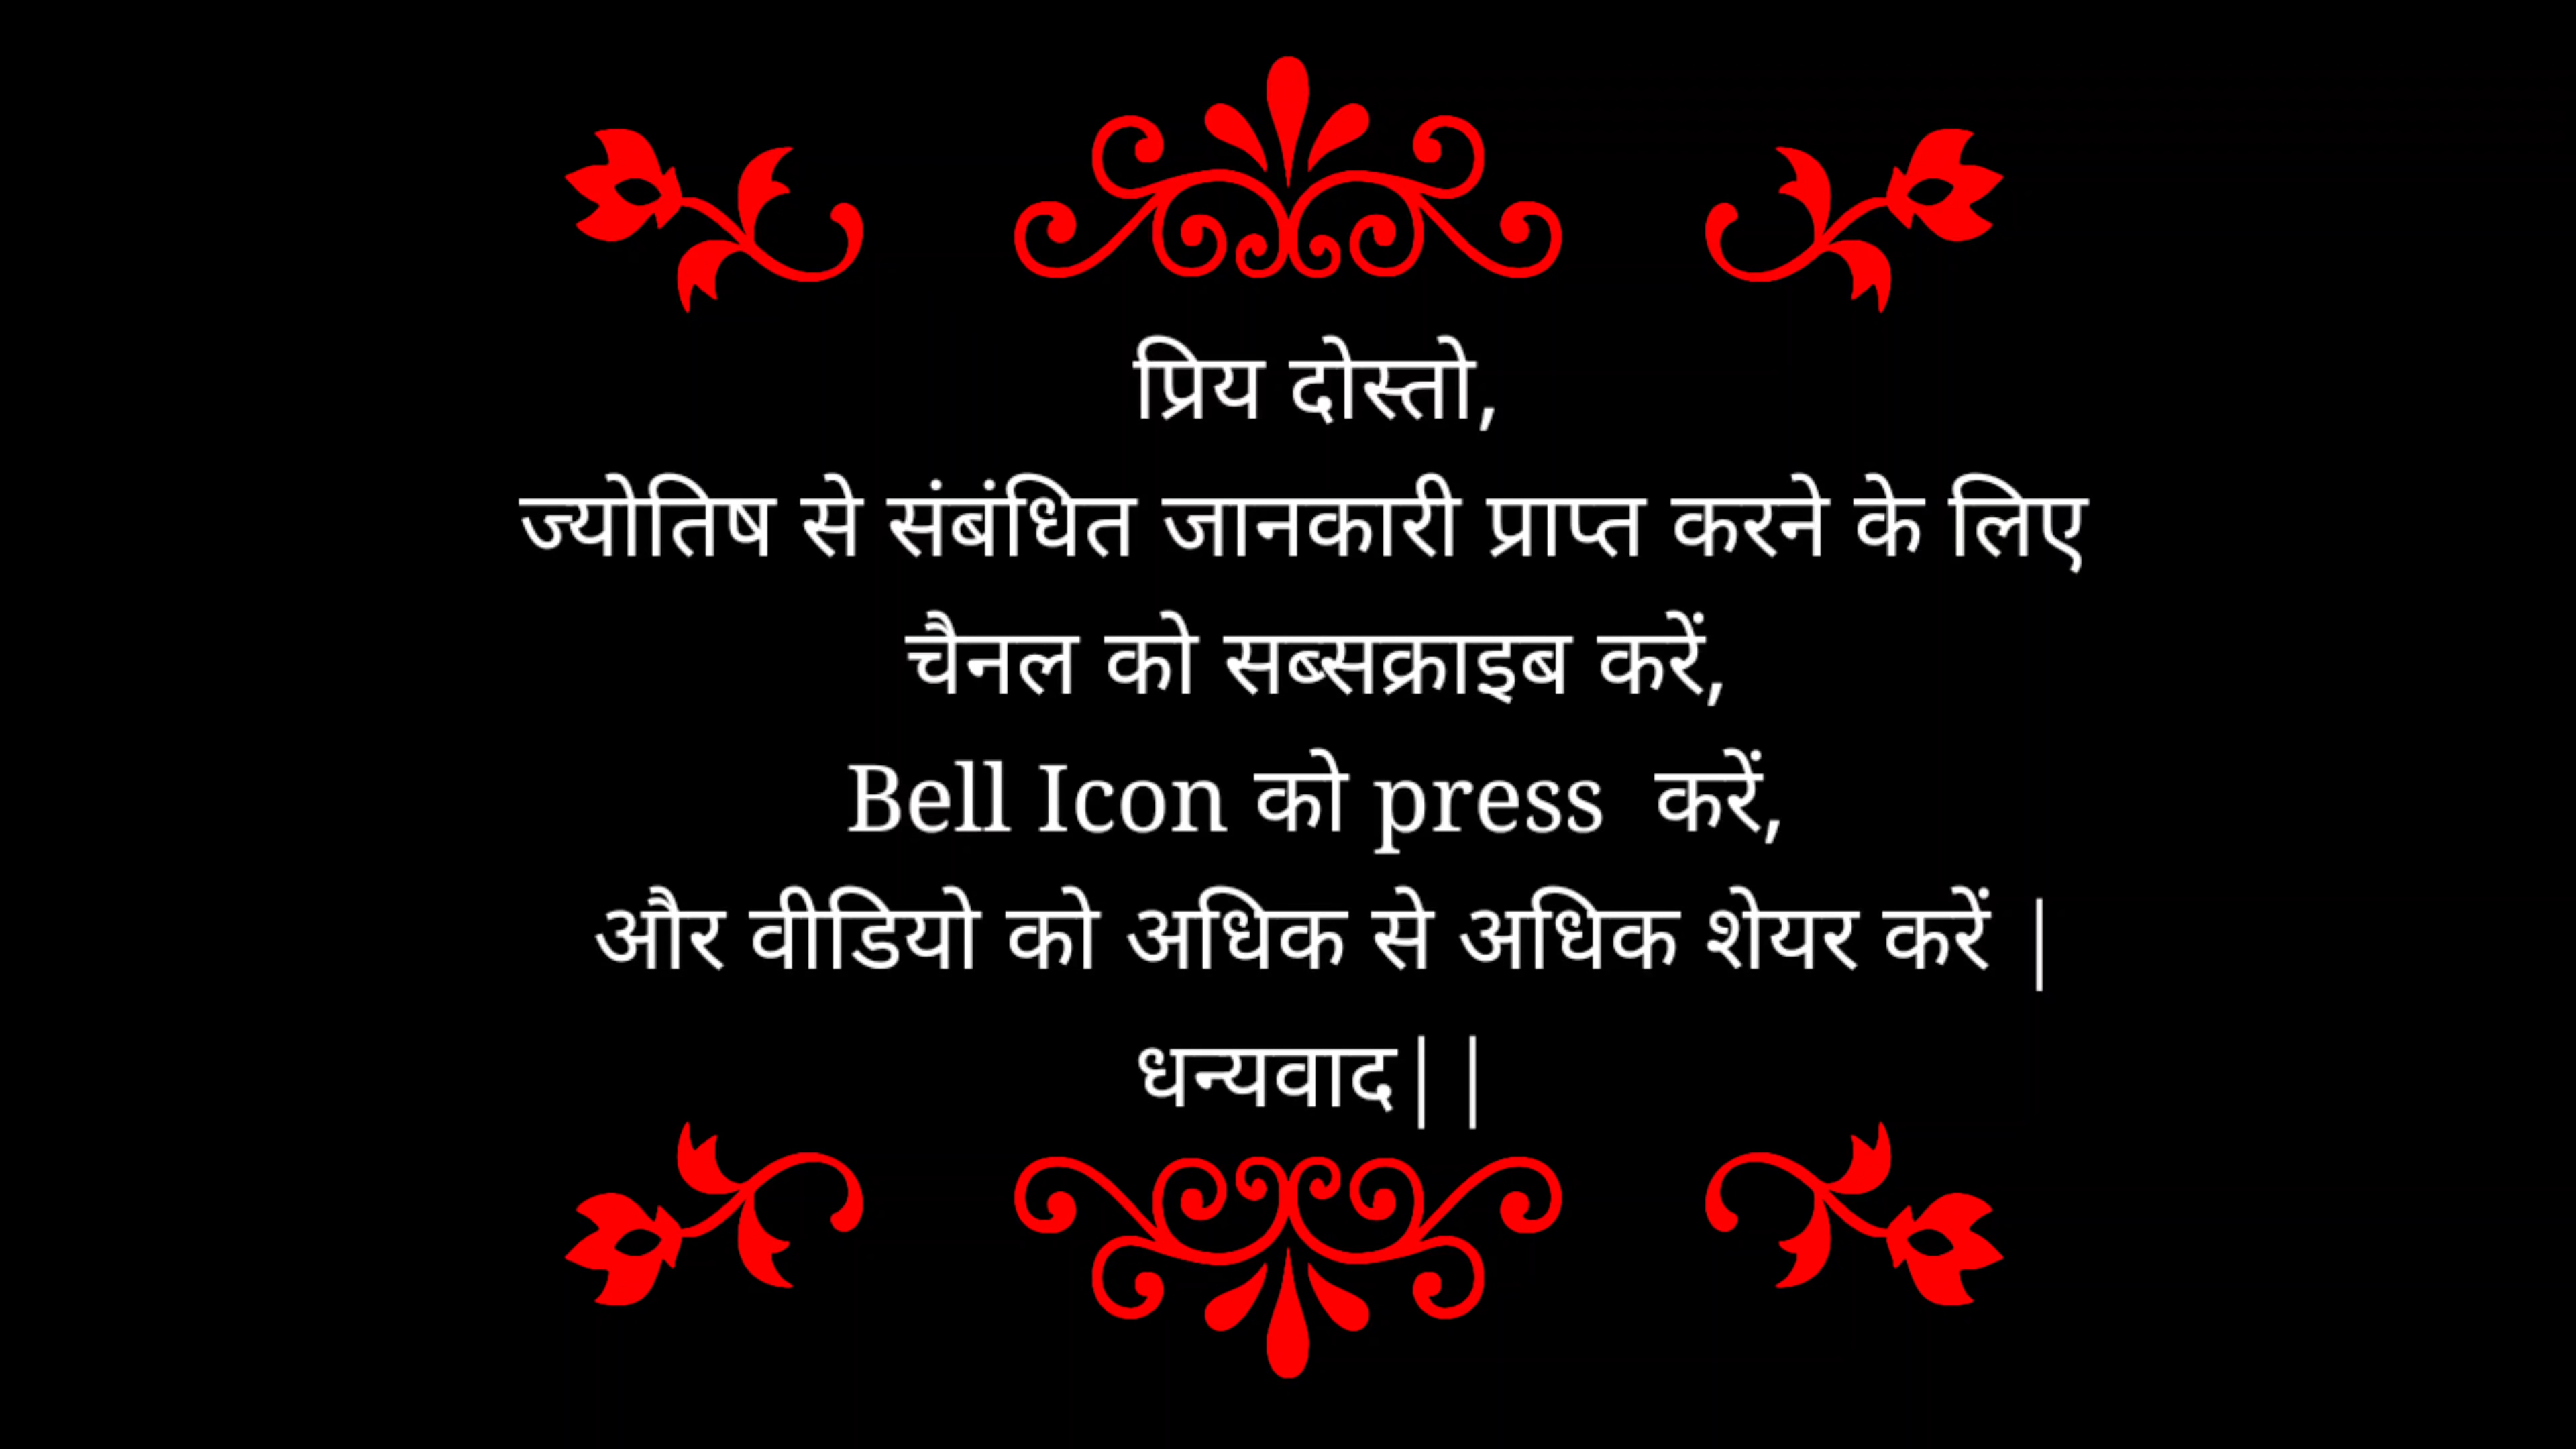 प्रिय दोस्तो,
ज्योतिष से संबंधित जानकारी प्राप्त करने के लिए
चैनल को सब्सक्राइब करें,
Bell Icon को press  करें,
और वीडियो को अधिक से अधिक शेयर करें |
धन्यवाद||